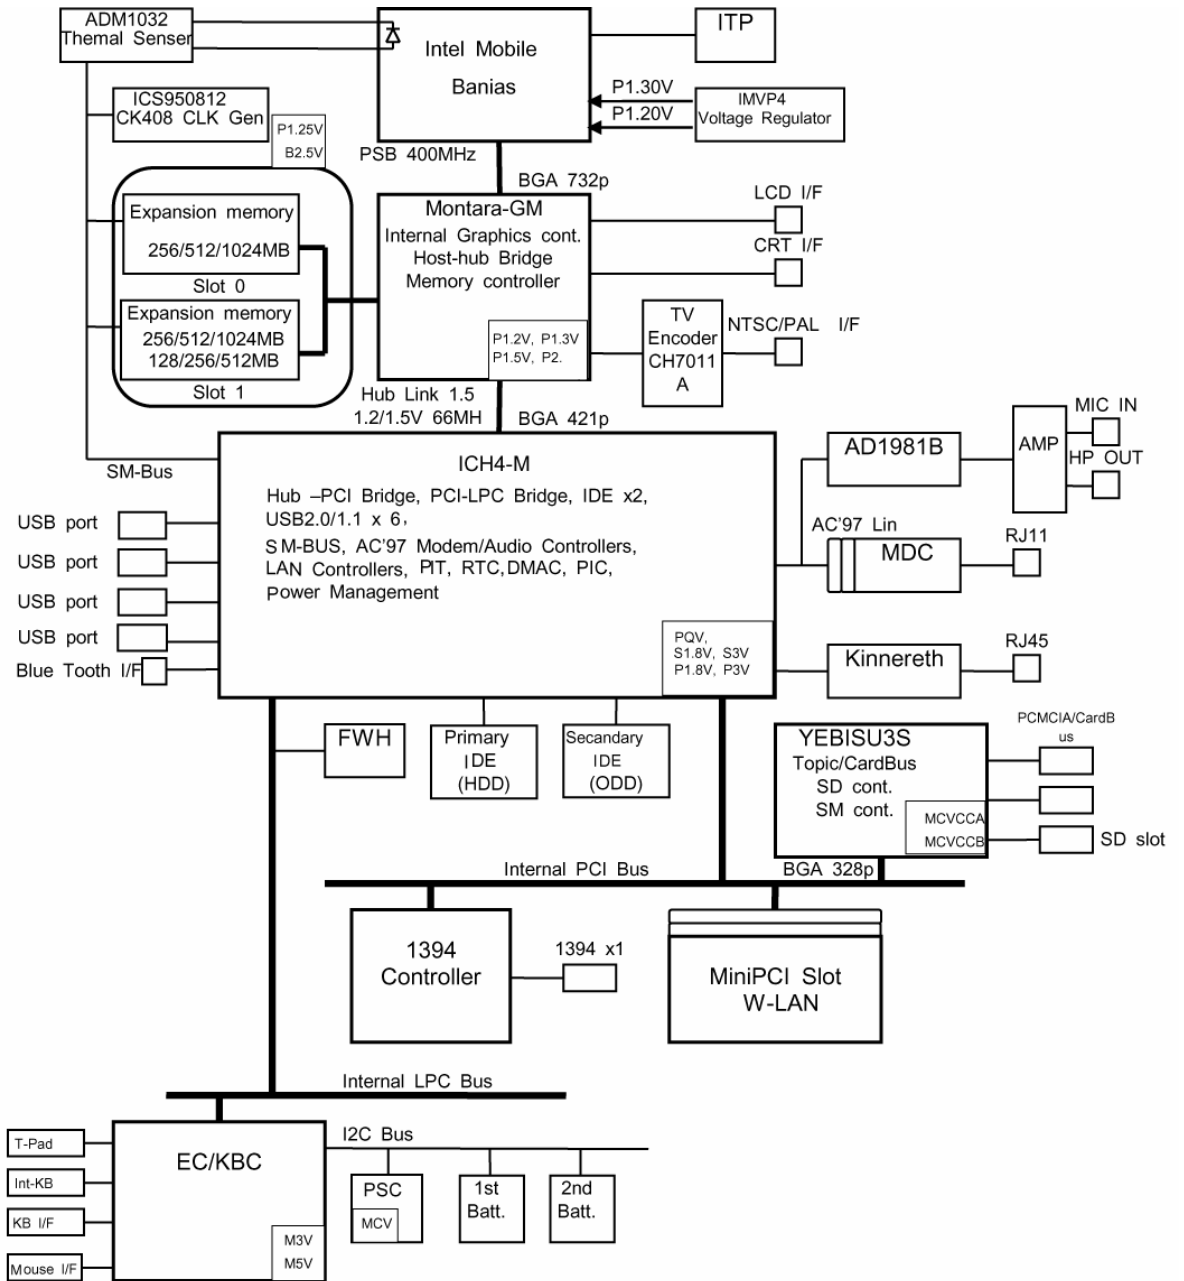 ADM1032
Themal Senser
Intel Mobile
Banias
ITP
P1.30V
P1.20V
IMVP4
Voltage Regulator
ICS950812
CK408 CLK Gen
P1.25V
B2.5V
PSB 400MHz
BGA 732p
Expansion memory
256/512/1024MB
Slot 0
Expansion memory
256/512/1024MB
128/256/512MB
Slot 1
Montara-GM
Internal Graphics cont.
Host-hub Bridge
Memory controller
P1.2V, P1.3V
P1.5V, P2.
LCD I/F
CRT I/F
TV
Encoder
CH7011
A
NTSC/PAL I/F
Hub Link 1.5
1.2/1.5V 66MH
BGA 421p
SM-Bus
ICH4-M
Hub –PCI Bridge, PCI-LPC Bridge, IDE x2,
USB2.0/1.1 x 6,
SM-BUS, AC'97 Modem/Audio Controllers,
LAN Controllers, PIT, RTC,DMAC, PIC,
Power Management
PQV,
S1.8V, S3V
P1.8V, P3V
USB port
USB port
USB port
USB port
Blue Tooth I/F
AD1981B
AMP
MIC IN
HP OUT
AC'97 Lin
MDC
RJ11
Kinnereth
RJ45
FWH
Primary
IDE
(HDD)
Secandary
IDE
(ODD)
YEBISU3S
Topic/CardBus
SD cont.
SM cont.
MCVCCA
MCVCCB
PCMCIA/CardB
us
SD slot
Internal PCI Bus
BGA 328p
1394
Controller
1394 x1
MiniPCI Slot
W-LAN
Internal LPC Bus
T-Pad
Int-KB
KB I/F
Mouse I/F
EC/KBC
M3V
M5V
I2C Bus
PSC
MCV
1st
Batt.
2nd
Batt.